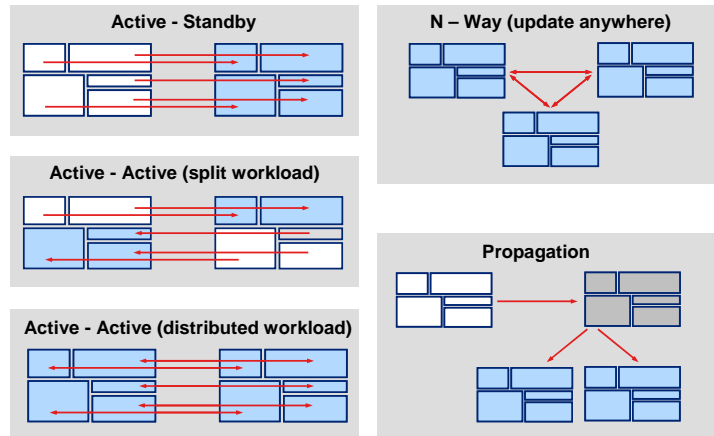 Active - Standby
N – Way (update anywhere)
Active - Active (split workload)
Propagation
Active - Active (distributed workload)